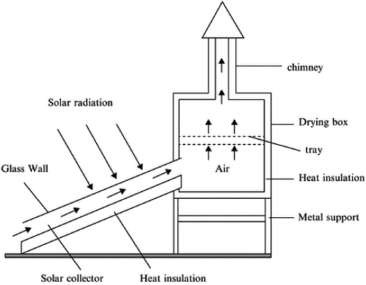 chimney
Solar radiation
Drying box
tray
Glass Wall
Air
Heat insulation
Metal support
Solar collector
Heat insulation